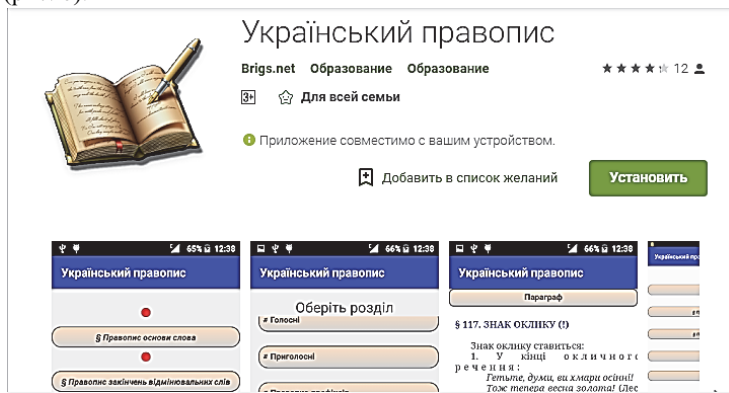 Український правопис
Brigs.net Образование Образование 12
3+ Для всей семьи
Приложение совместимо с вашим устройством.
Добавить в список желаний Установить
65% 12:38
Український правопис
§ Правопис основи слова
§ Правопис закінчень відмінювальних слів
66% 12:38
Український правопис
Оберіть розділ
# Голосні
# Приголосні
66% 12:38
Український правопис
Параграф
§ 117. ЗНАК ОКЛИКУ (!)
Знак оклику ставиться:
1. У кінці окличного
речення:
Гетьте, думи, ви хмари осінні!
Тож тепера весна золота! (Лес